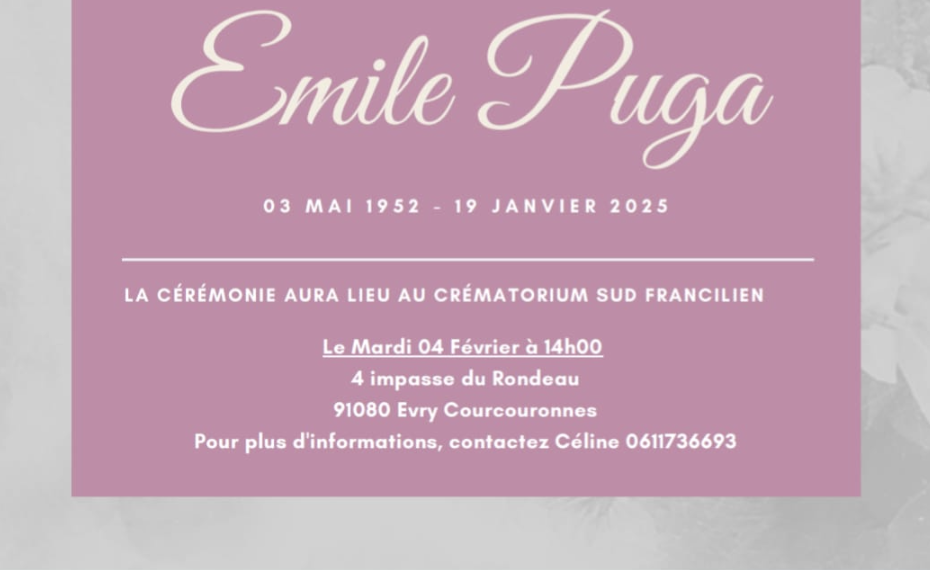 Emile Puga
03 MAI 1952 - 19 JANVIER 2025
LA CÉRÉMONIE AURA LIEU AU CRÉMATORIUM SUD FRANCILIEN
Le Mardi 04 Février à 14h00
4 impasse du Rondeau
91080 Evry Courcouronnes
Pour plus d'informations, contactez Céline 0611736693